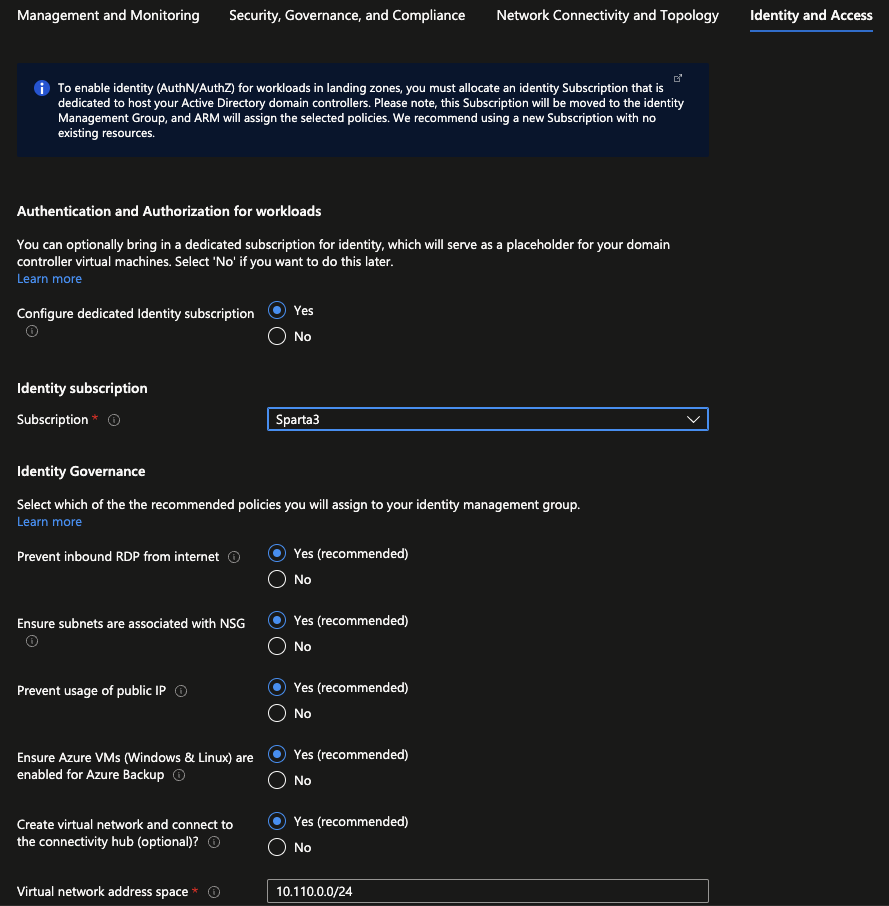 Management and Monitoring Security, Governance, and Compliance Network Connectivity and Topology Identity and Access
To enable identity (AuthN/AuthZ) for workloads in landing zones, you must allocate an identity Subscription that is
dedicated to host your Active Directory domain controllers. Please note, this Subscription will be moved to the identity
Management Group, and ARM will assign the selected policies. We recommend using a new Subscription with no
existing resources.
Authentication and Authorization for workloads
You can optionally bring in a dedicated subscription for identity, which will serve as a placeholder for your domain
controller virtual machines. Select 'No' if you want to do this later.
Learn more
Configure dedicated Identity subscription
Yes
No
Identity subscription
Subscription * Sparta3
Identity Governance
Select which of the the recommended policies you will assign to your identity management group.
Learn more
Prevent inbound RDP from internet Yes (recommended)
No
Ensure subnets are associated with NSG Yes (recommended)
No
Prevent usage of public IP Yes (recommended)
No
Ensure Azure VMs (Windows & Linux) are
enabled for Azure Backup
Yes (recommended)
No
Create virtual network and connect to
the connectivity hub (optional)?
Yes (recommended)
No
Virtual network address space * 10.110.0.0/24